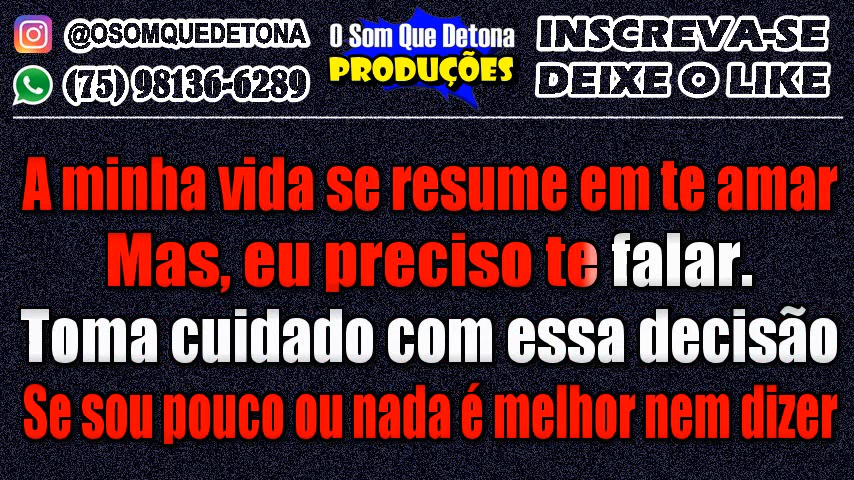 @OSOMQUEDETONA
(75) 98136-6289
O Som Que Detona
PRODUÇÕES
INSCREVA-SE
DEIXE O LIKE
A minha vida se resume em te amar
Mas, eu preciso te falar.
Toma cuidado com essa decisão
Se sou pouco ou nada é melhor nem dizer